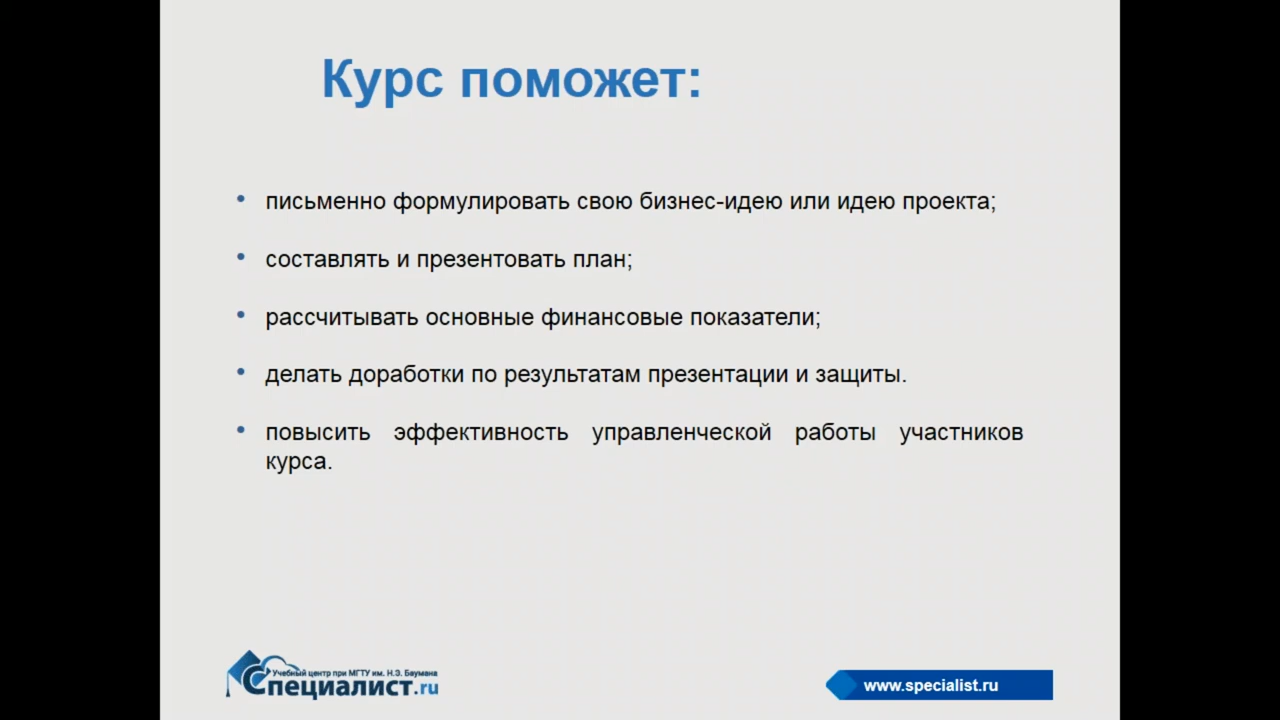 Курс поможет:
• письменно формулировать свою бизнес-идею или идею проекта;
• составлять и презентовать план;
• рассчитывать основные финансовые показатели;
• делать доработки по результатам презентации и защиты.
• повысить эффективность управленческой работы участников
курса.
Учебный центр при МГТУ им. Н.Э. Баумана
Специалист.ru
www.specialist.ru